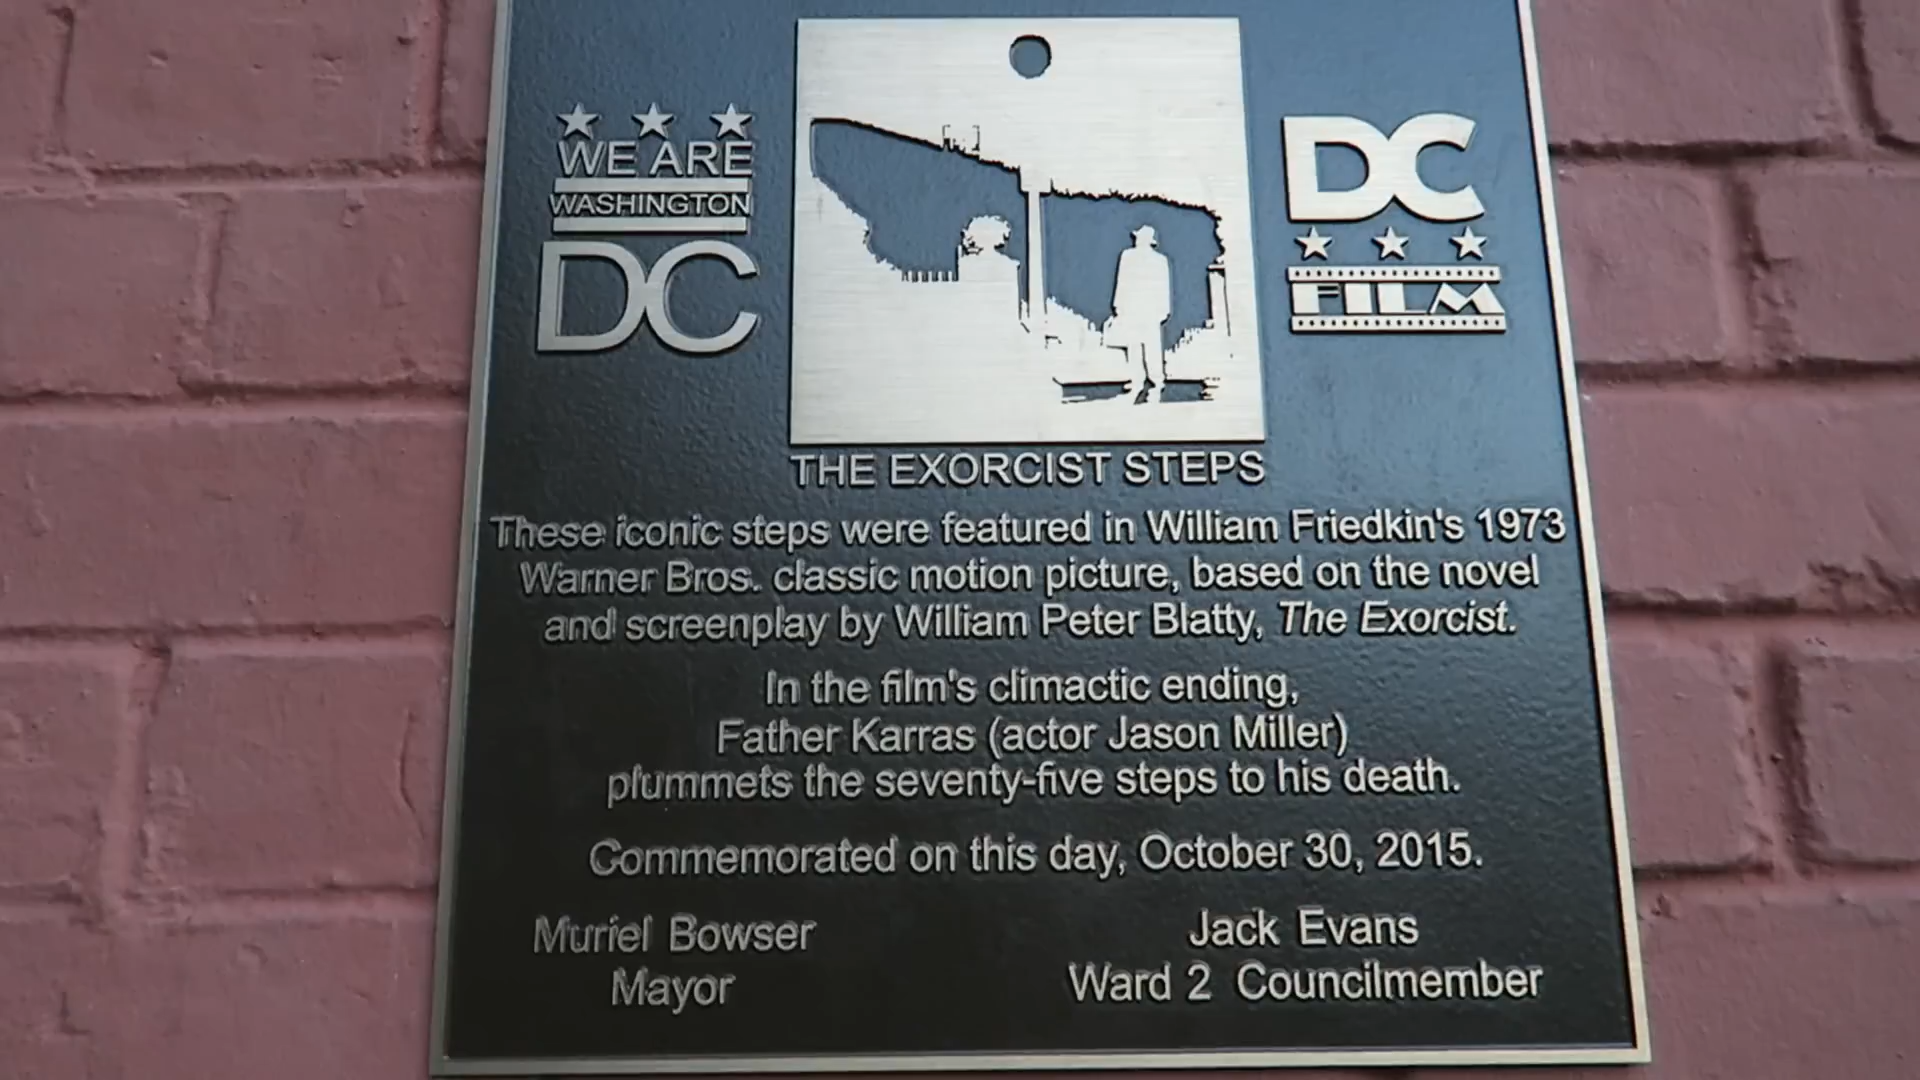 WE ARE
WASHINGTON
DC
DC
FILM
THE EXORCIST STEPS
These iconic steps were featured in William Friedkin's 1973
Warner Bros. classic motion picture, based on the novel
and screenplay by William Peter Blatty, The Exorcist.
In the film's climactic ending,
Father Karras (actor Jason Miller)
plummets the seventy-five steps to his death.
Commemorated on this day, October 30, 2015.
Muriel Bowser
Mayor
Jack Evans
Ward 2 Councilmember